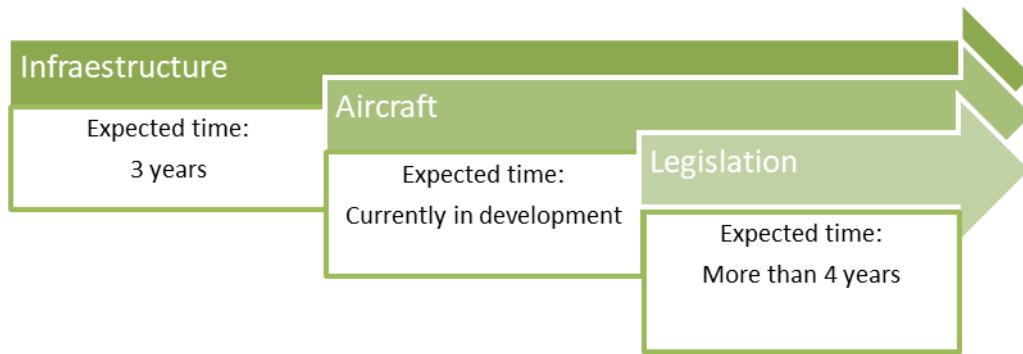 Infraestructure
Expected time:
3 years
Aircraft
Expected time:
Currently in development
Legislation
Expected time:
More than 4 years